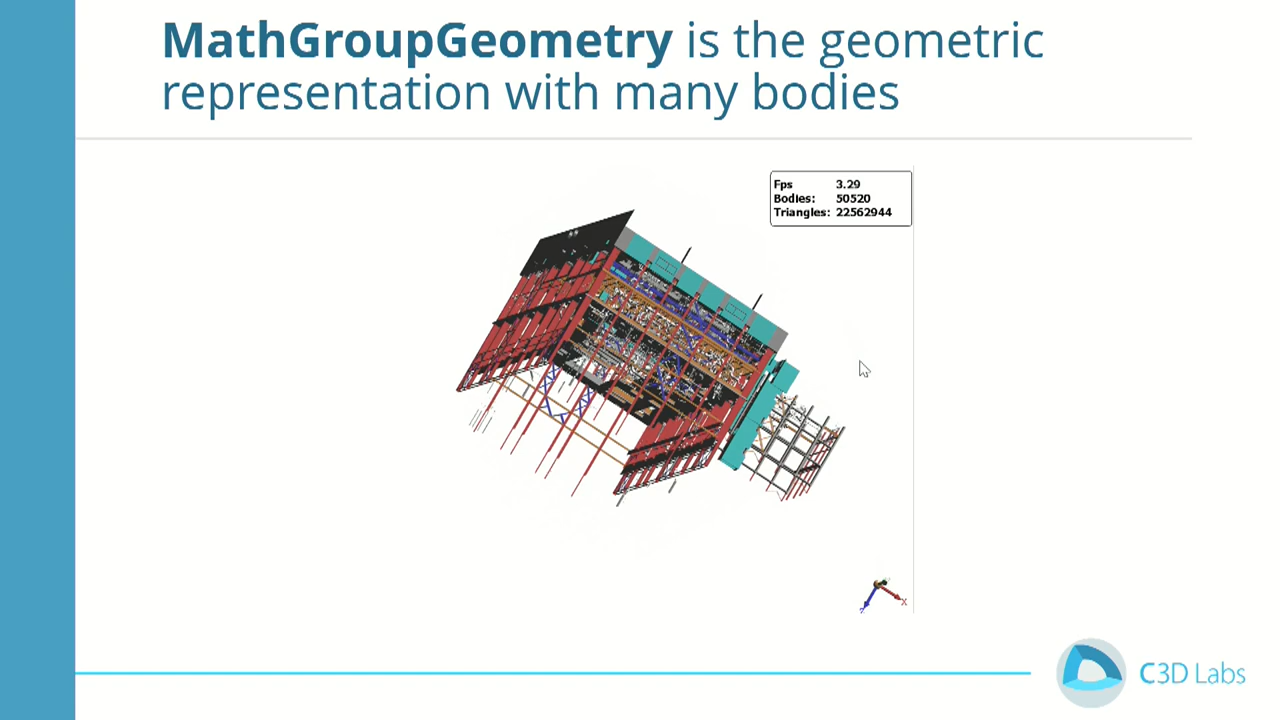 MathGroupGeometry is the geometric
representation with many bodies
Fps 3.29
Bodies: 50520
Triangles: 22562944
X
Z
C3D Labs